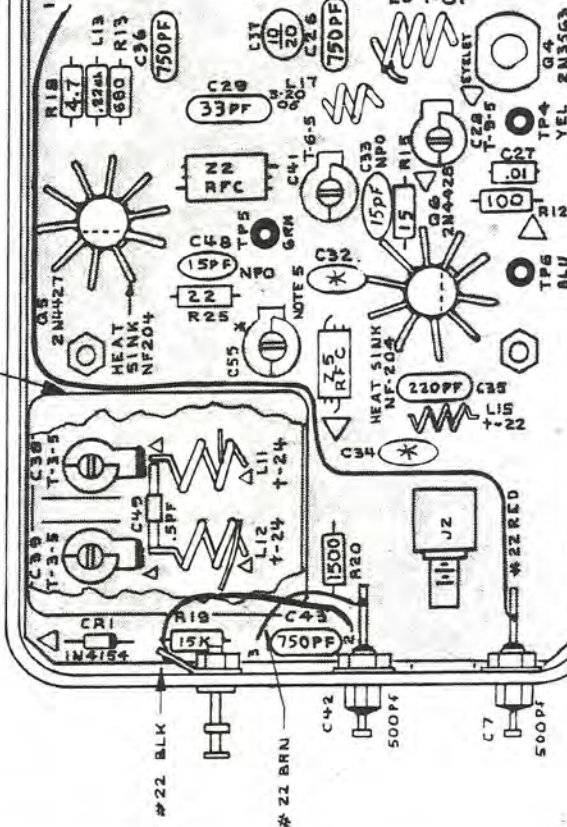 1
R18
4.7
L13
.22uh
R13
680
C36
750PF
C37
10
20
C26
750PF
EYELET
Q4
2N3563
C29
33PF
L17
3-20
C28
T-9-5
TP4
YEL
Z2
RFC
C41
T-6-5
C33
15PF
NPO
R15
15
Q6
2N4428
C27
.01
100
R12
TP5
GRN
C48
15PF
NPO
22
R25
C32
*
TP6
BLU
Q5
2N4427
HEAT
SINK
NF204
*
C55
NOTE 5
Z5
RFC
HEAT SINK
NF-204
220PF
C35
L15
t-22
C34
*
C38
T-3-5
C39
T-3-5
C49
.5PF
L11
t-24
L12
t-24
J2
#22 RED
1500
R20
CR1
1N4154
R19
15K
C43
750PF
3
2
#22 BLK
#22 BRN
C42
500PF
C7
500PF